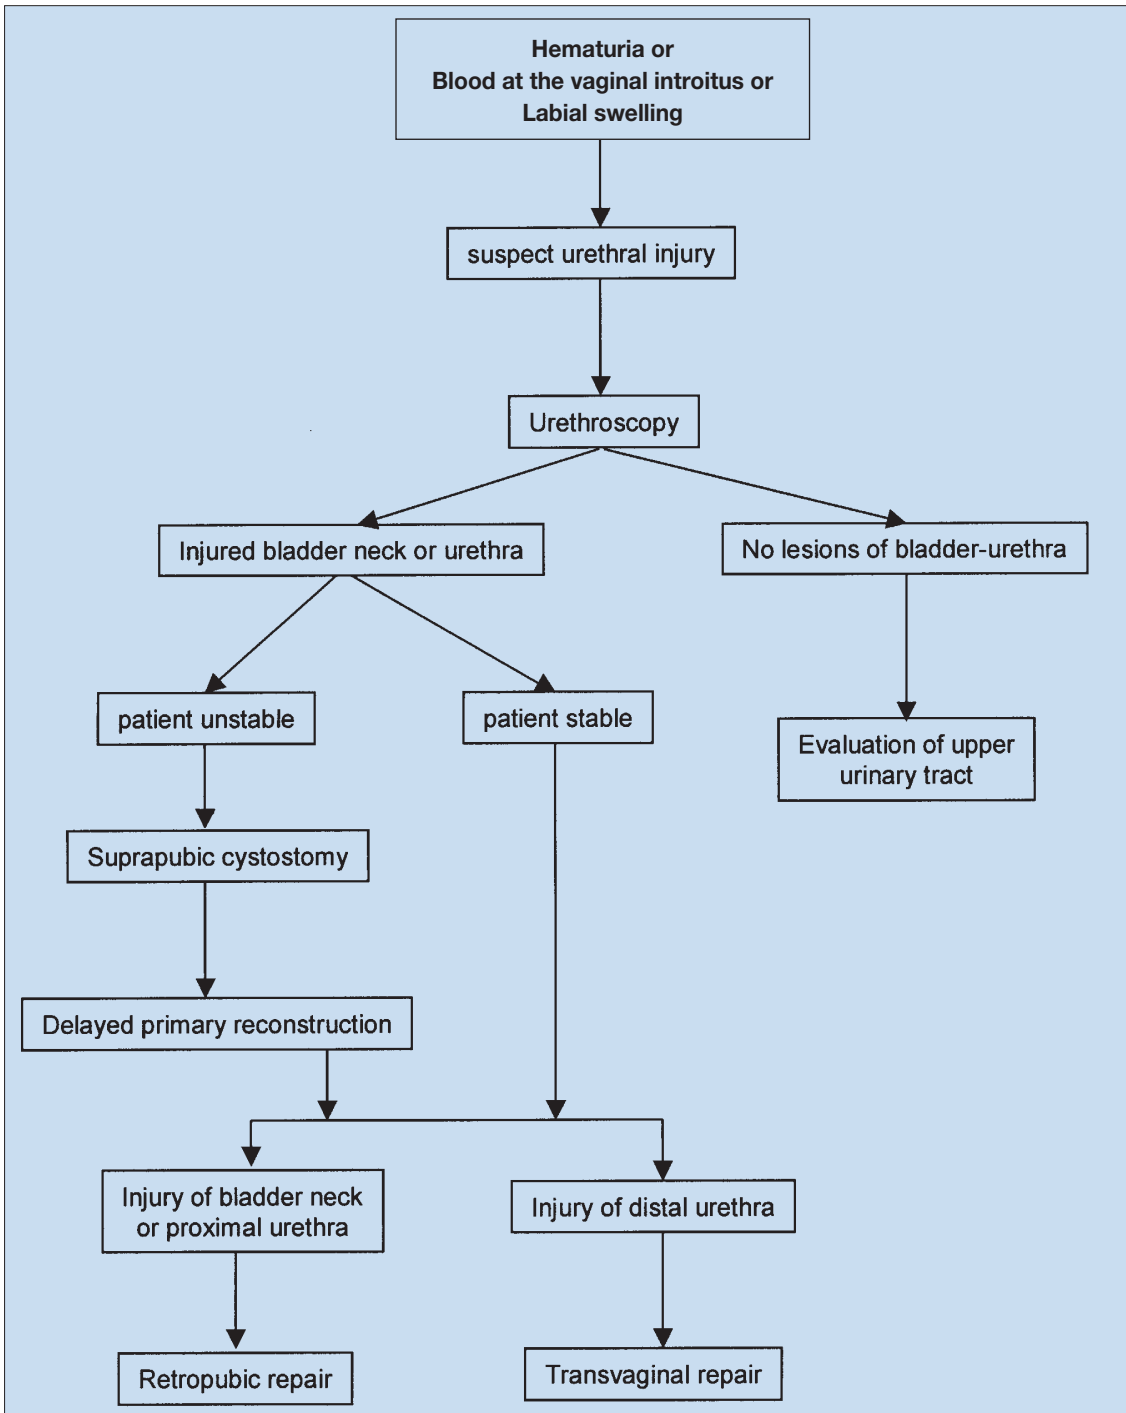 Hematuria or
Blood at the vaginal introitus or
Labial swelling
suspect urethral injury
Urethroscopy
Injured bladder neck or urethra
No lesions of bladder-urethra
patient unstable
patient stable
Evaluation of upper
urinary tract
Suprapubic cystostomy
Delayed primary reconstruction
Injury of bladder neck
or proximal urethra
Injury of distal urethra
Retropubic repair
Transvaginal repair